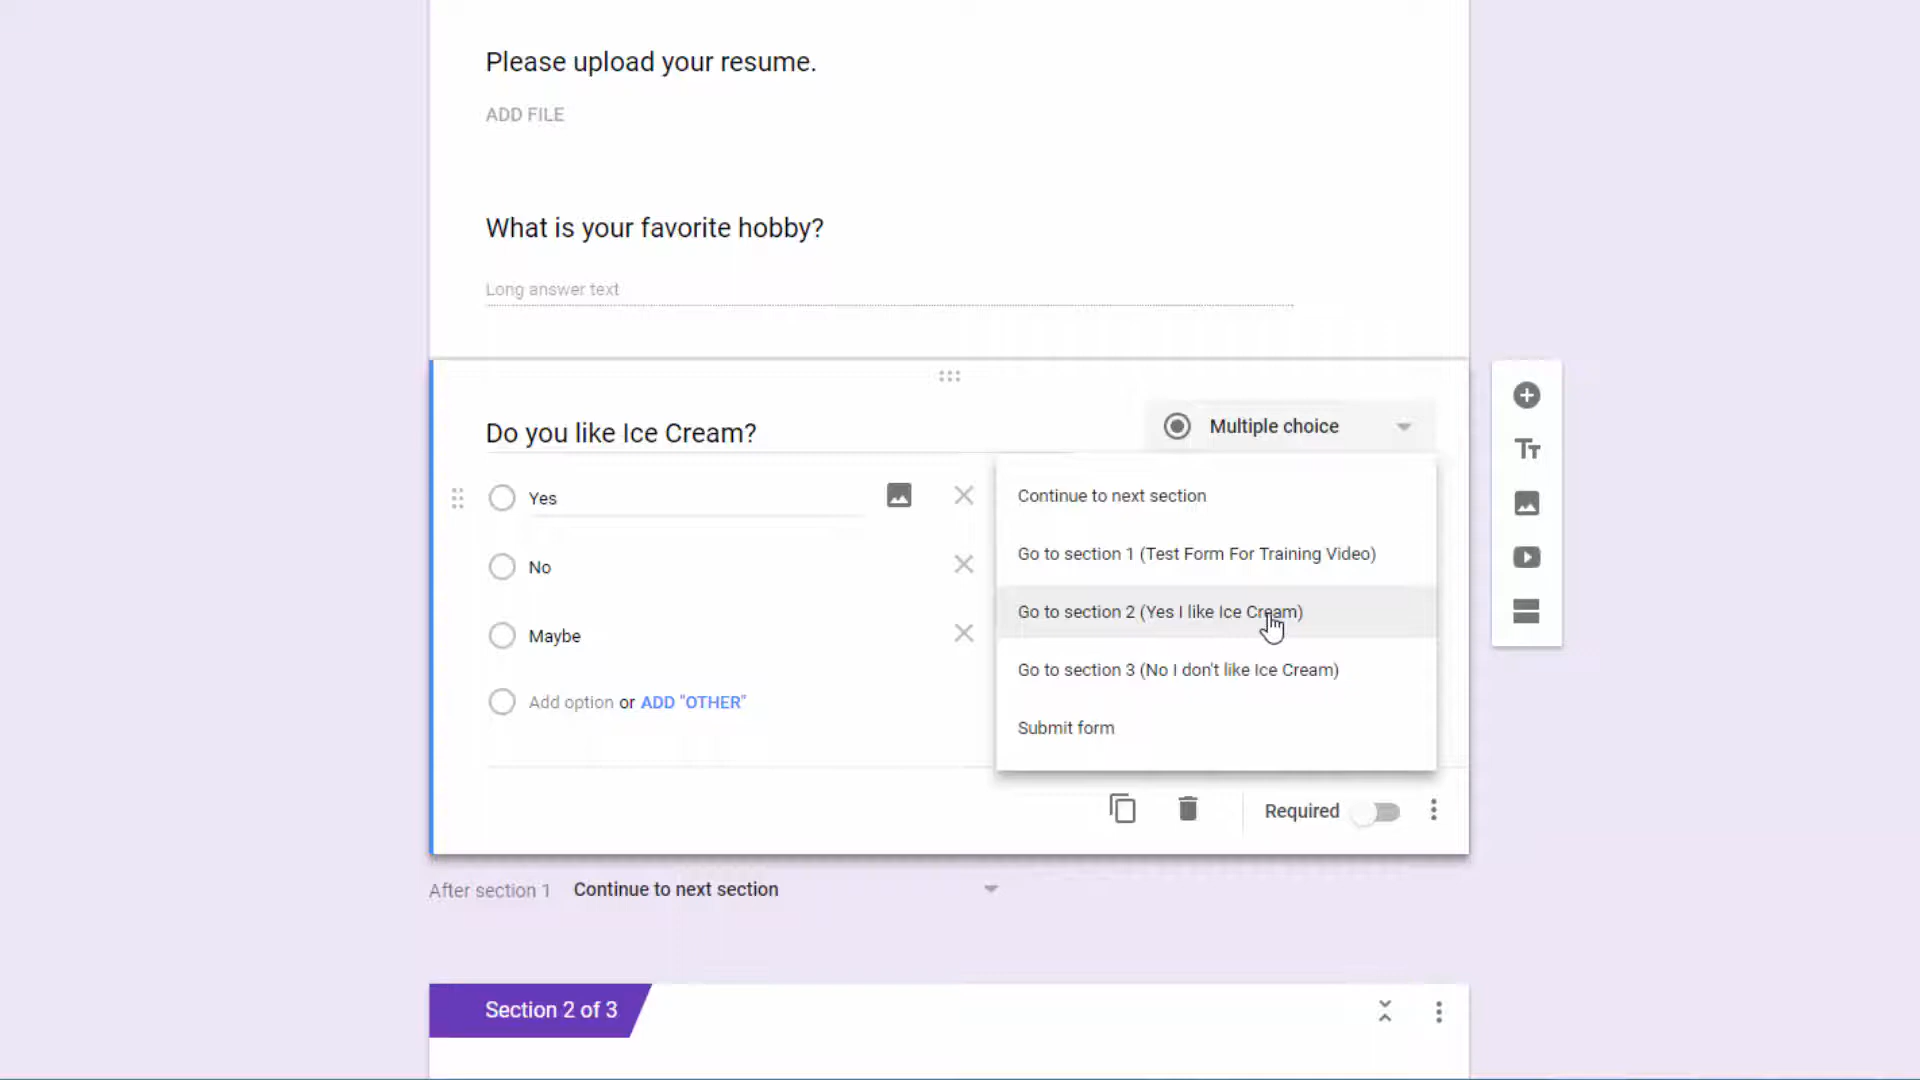 Please upload your resume.
ADD FILE
What is your favorite hobby?
Long answer text
Do you like Ice Cream?
Multiple choice
Yes
Continue to next section
Go to section 1 (Test Form For Training Video)
No
Go to section 2 (Yes I like Ice Cream)
Maybe
Go to section 3 (No I don't like Ice Cream)
Add option or ADD "OTHER"
Submit form
Required
Tт
After section 1 Continue to next section
Section 2 of 3